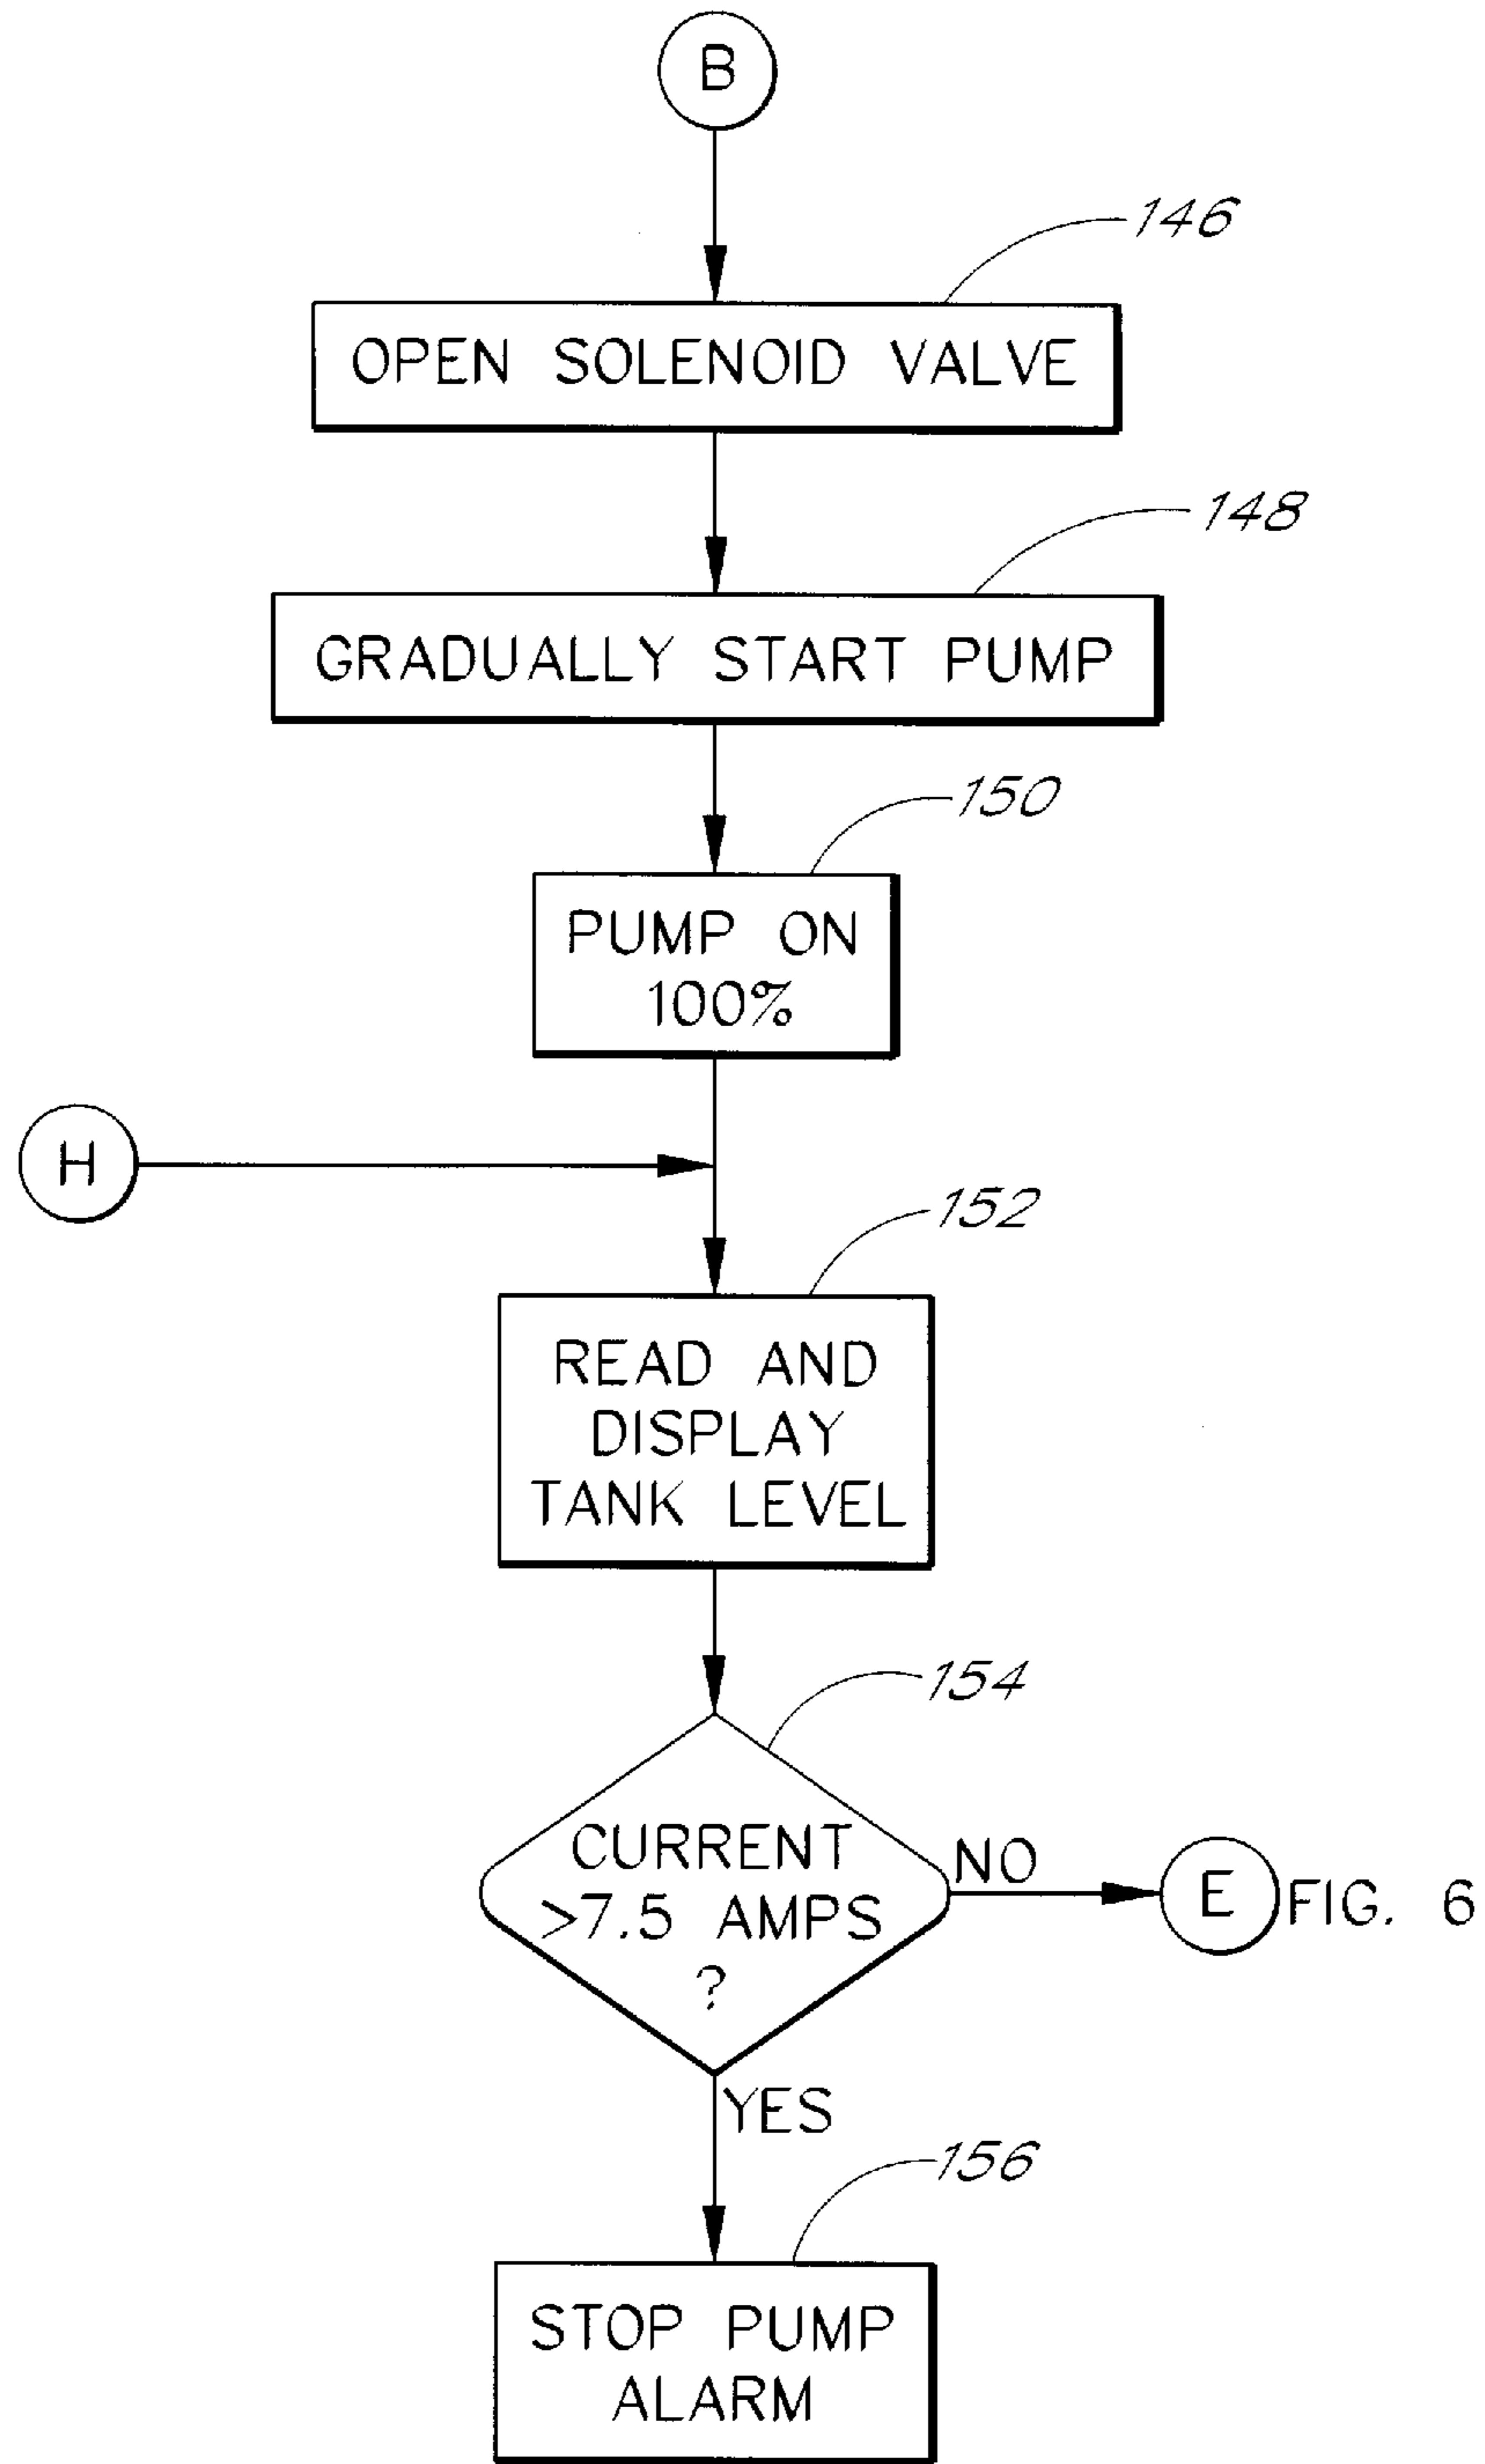 B
146
OPEN SOLENOID VALVE
148
GRADUALLY START PUMP
150
PUMP ON
100%
H
152
READ AND
DISPLAY
TANK LEVEL
154
CURRENT
>7.5 AMPS
?
NO
E FIG. 6
YES
156
STOP PUMP
ALARM